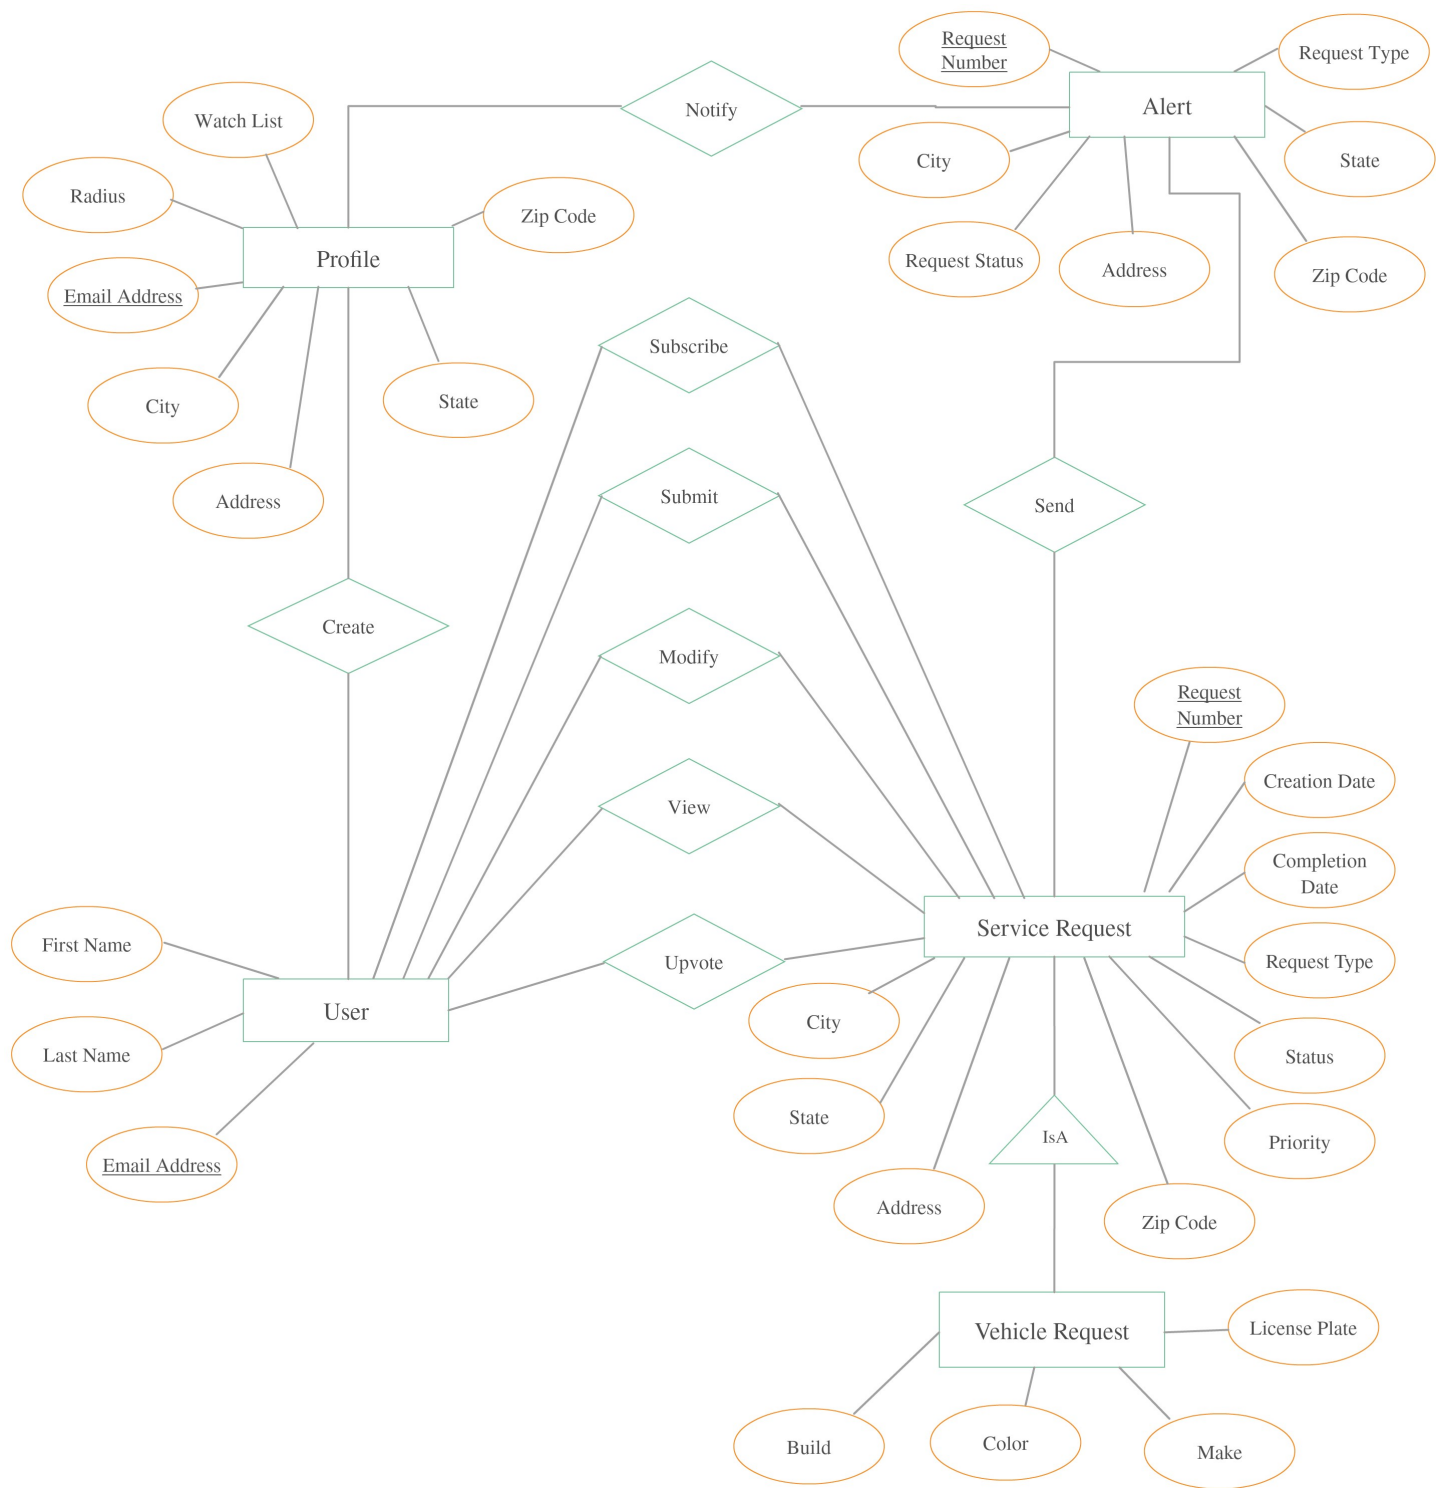 Request
Number
Request Type
Notify
Alert
Watch List
City
State
Radius
Zip Code
Profile
Request Status
Address
Zip Code
Email Address
Subscribe
City
State
Address
Submit
Send
Create
Modify
Request
Number
Creation Date
View
Completion
Date
Service Request
First Name
Upvote
Request Type
User
City
Last Name
Status
State
IsA
Priority
Email Address
Address
Zip Code
Vehicle Request
License Plate
Build
Color
Make